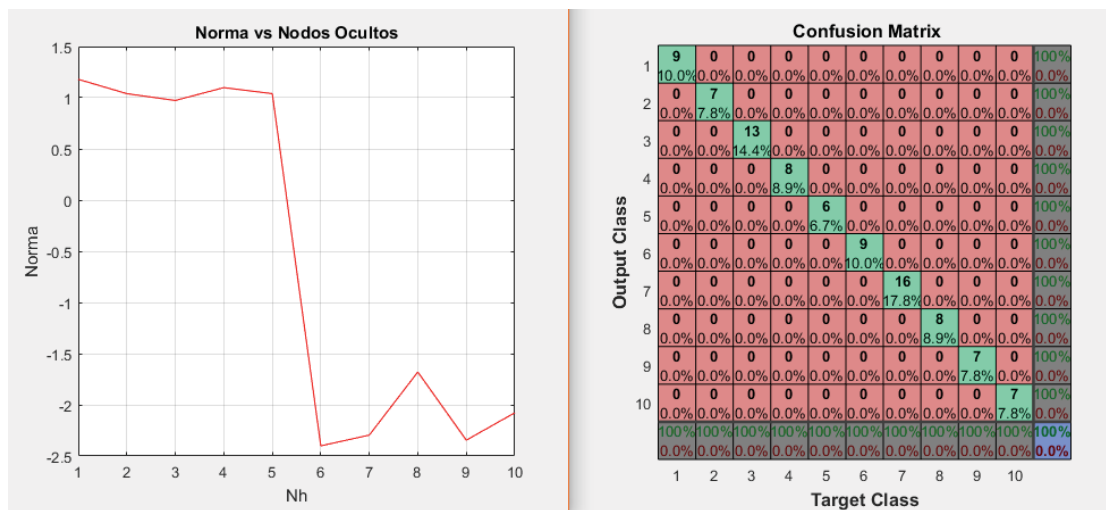 Norma vs Nodos Ocultos
1.5
1
0.5
0
-0.5
-1
-1.5
-2
-2.5
Norma
1 2 3 4 5 6 7 8 9 10
Nh
Confusion Matrix
Output Class
1 9 0 0 0 0 0 0 0 0 0 100%
10.0% 0.0% 0.0% 0.0% 0.0% 0.0% 0.0% 0.0% 0.0% 0.0% 0.0%
2 0 7 0 0 0 0 0 0 0 0 100%
0.0% 7.8% 0.0% 0.0% 0.0% 0.0% 0.0% 0.0% 0.0% 0.0% 0.0%
3 0 0 13 0 0 0 0 0 0 0 100%
0.0% 0.0% 14.4% 0.0% 0.0% 0.0% 0.0% 0.0% 0.0% 0.0% 0.0%
4 0 0 0 8 0 0 0 0 0 0 100%
0.0% 0.0% 0.0% 8.9% 0.0% 0.0% 0.0% 0.0% 0.0% 0.0% 0.0%
5 0 0 0 0 6 0 0 0 0 0 100%
0.0% 0.0% 0.0% 0.0% 6.7% 0.0% 0.0% 0.0% 0.0% 0.0% 0.0%
6 0 0 0 0 0 9 0 0 0 0 100%
0.0% 0.0% 0.0% 0.0% 0.0% 10.0% 0.0% 0.0% 0.0% 0.0% 0.0%
7 0 0 0 0 0 0 16 0 0 0 100%
0.0% 0.0% 0.0% 0.0% 0.0% 0.0% 17.8% 0.0% 0.0% 0.0% 0.0%
8 0 0 0 0 0 0 0 8 0 0 100%
0.0% 0.0% 0.0% 0.0% 0.0% 0.0% 0.0% 8.9% 0.0% 0.0% 0.0%
9 0 0 0 0 0 0 0 0 7 0 100%
0.0% 0.0% 0.0% 0.0% 0.0% 0.0% 0.0% 0.0% 7.8% 0.0% 0.0%
10 0 0 0 0 0 0 0 0 0 7 100%
0.0% 0.0% 0.0% 0.0% 0.0% 0.0% 0.0% 0.0% 0.0% 7.8% 0.0%
100% 100% 100% 100% 100% 100% 100% 100% 100% 100% 100%
0.0% 0.0% 0.0% 0.0% 0.0% 0.0% 0.0% 0.0% 0.0% 0.0% 0.0%
1 2 3 4 5 6 7 8 9 10
Target Class